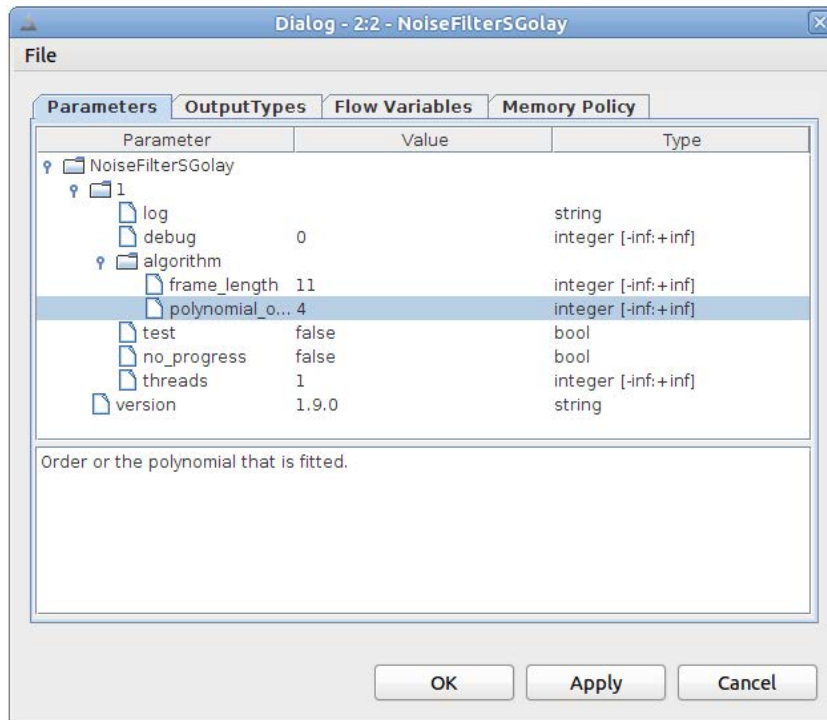 Dialog - 2:2 - NoiseFilterSGolay
File
Parameters OutputTypes Flow Variables Memory Policy
Parameter Value Type
NoiseFilterSGolay
1
log string
debug 0 integer [-inf:+inf]
algorithm
frame_length 11 integer [-inf:+inf]
polynomial_o... 4 integer [-inf:+inf]
test false bool
no_progress false bool
threads 1 integer [-inf:+inf]
version 1.9.0 string
Order or the polynomial that is fitted.
OK Apply Cancel